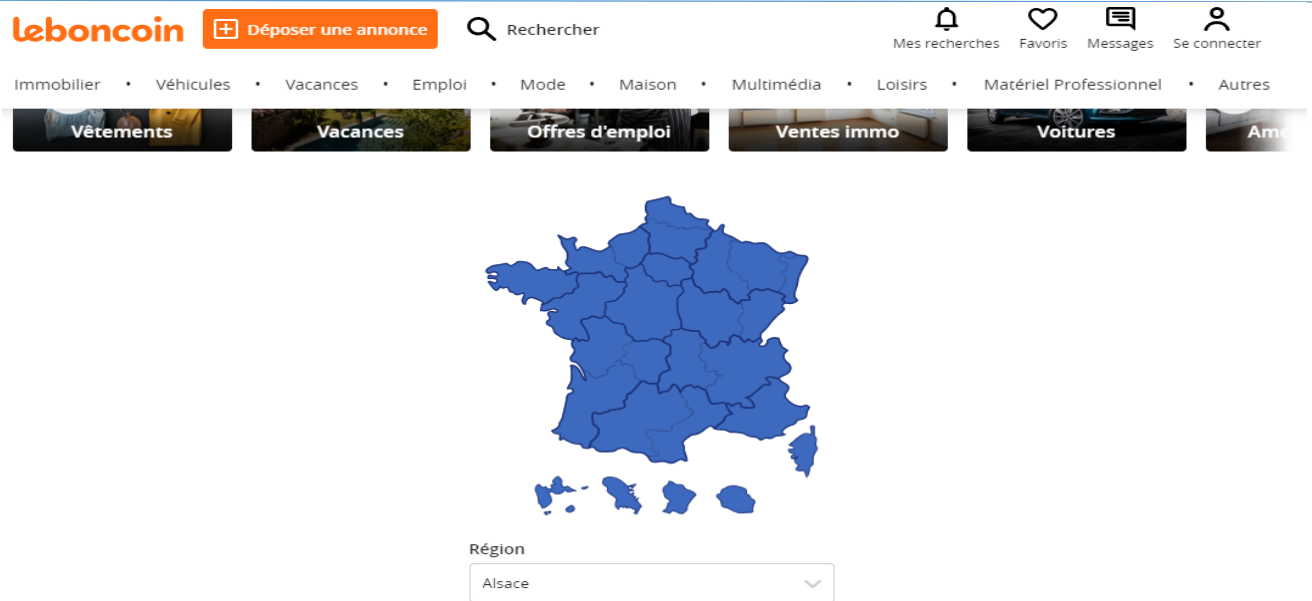 leboncoin
Déposer une annonce
Rechercher
Mes recherches
Favoris
Messages
Se connecter
Immobilier • Véhicules • Vacances • Emploi • Mode • Maison • Multimédia • Loisirs • Matériel Professionnel • Autres
Vêtements
Vacances
Offres d'emploi
Ventes immo
Voitures
Ame
Région
Alsace